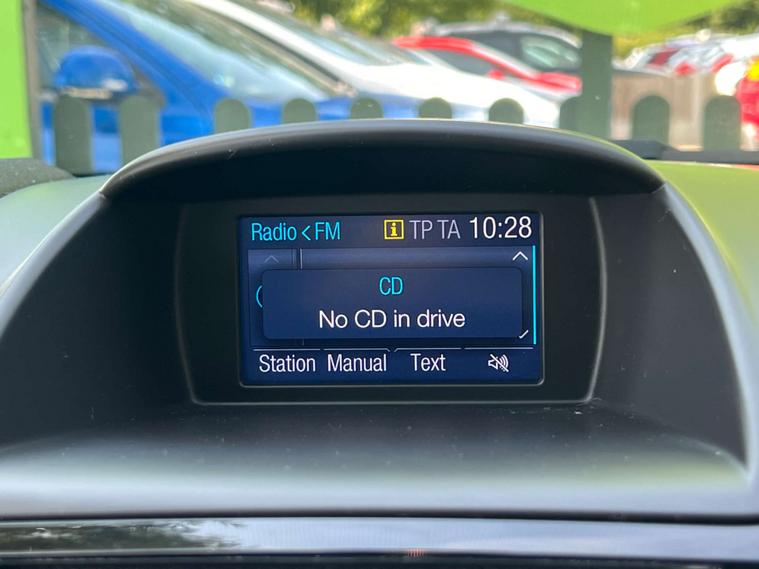 Radio < FM i TP TA 10:28
CD
No CD in drive
Station Manual Text